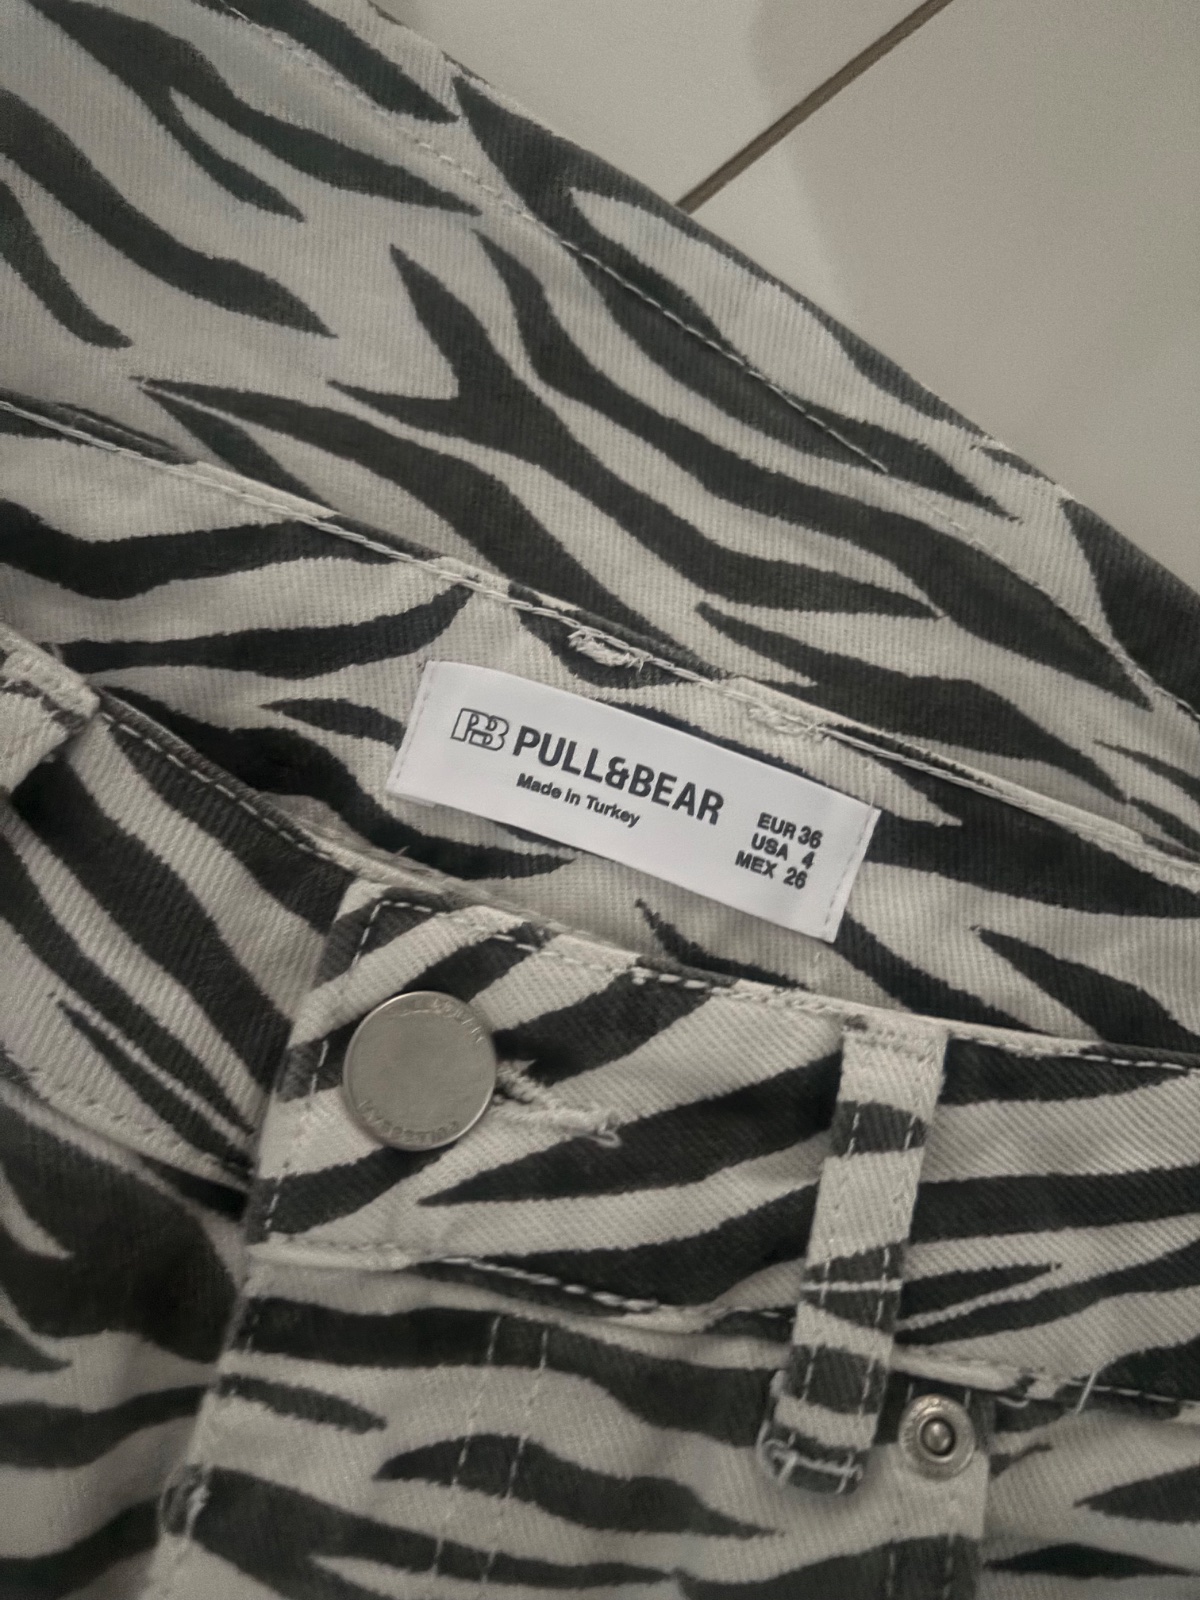 PB PULL&BEAR
Made in Turkey
EUR 36
USA 4
MEX 26